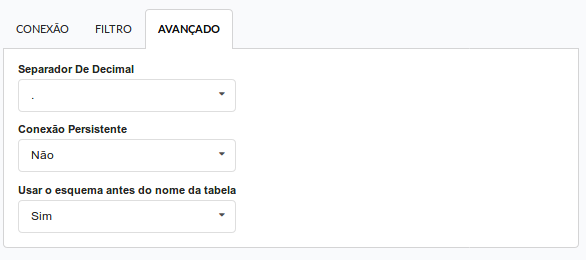 CONEXÃO FILTRO AVANÇADO
Separador De Decimal
.
Conexão Persistente
Não
Usar o esquema antes do nome da tabela
Sim